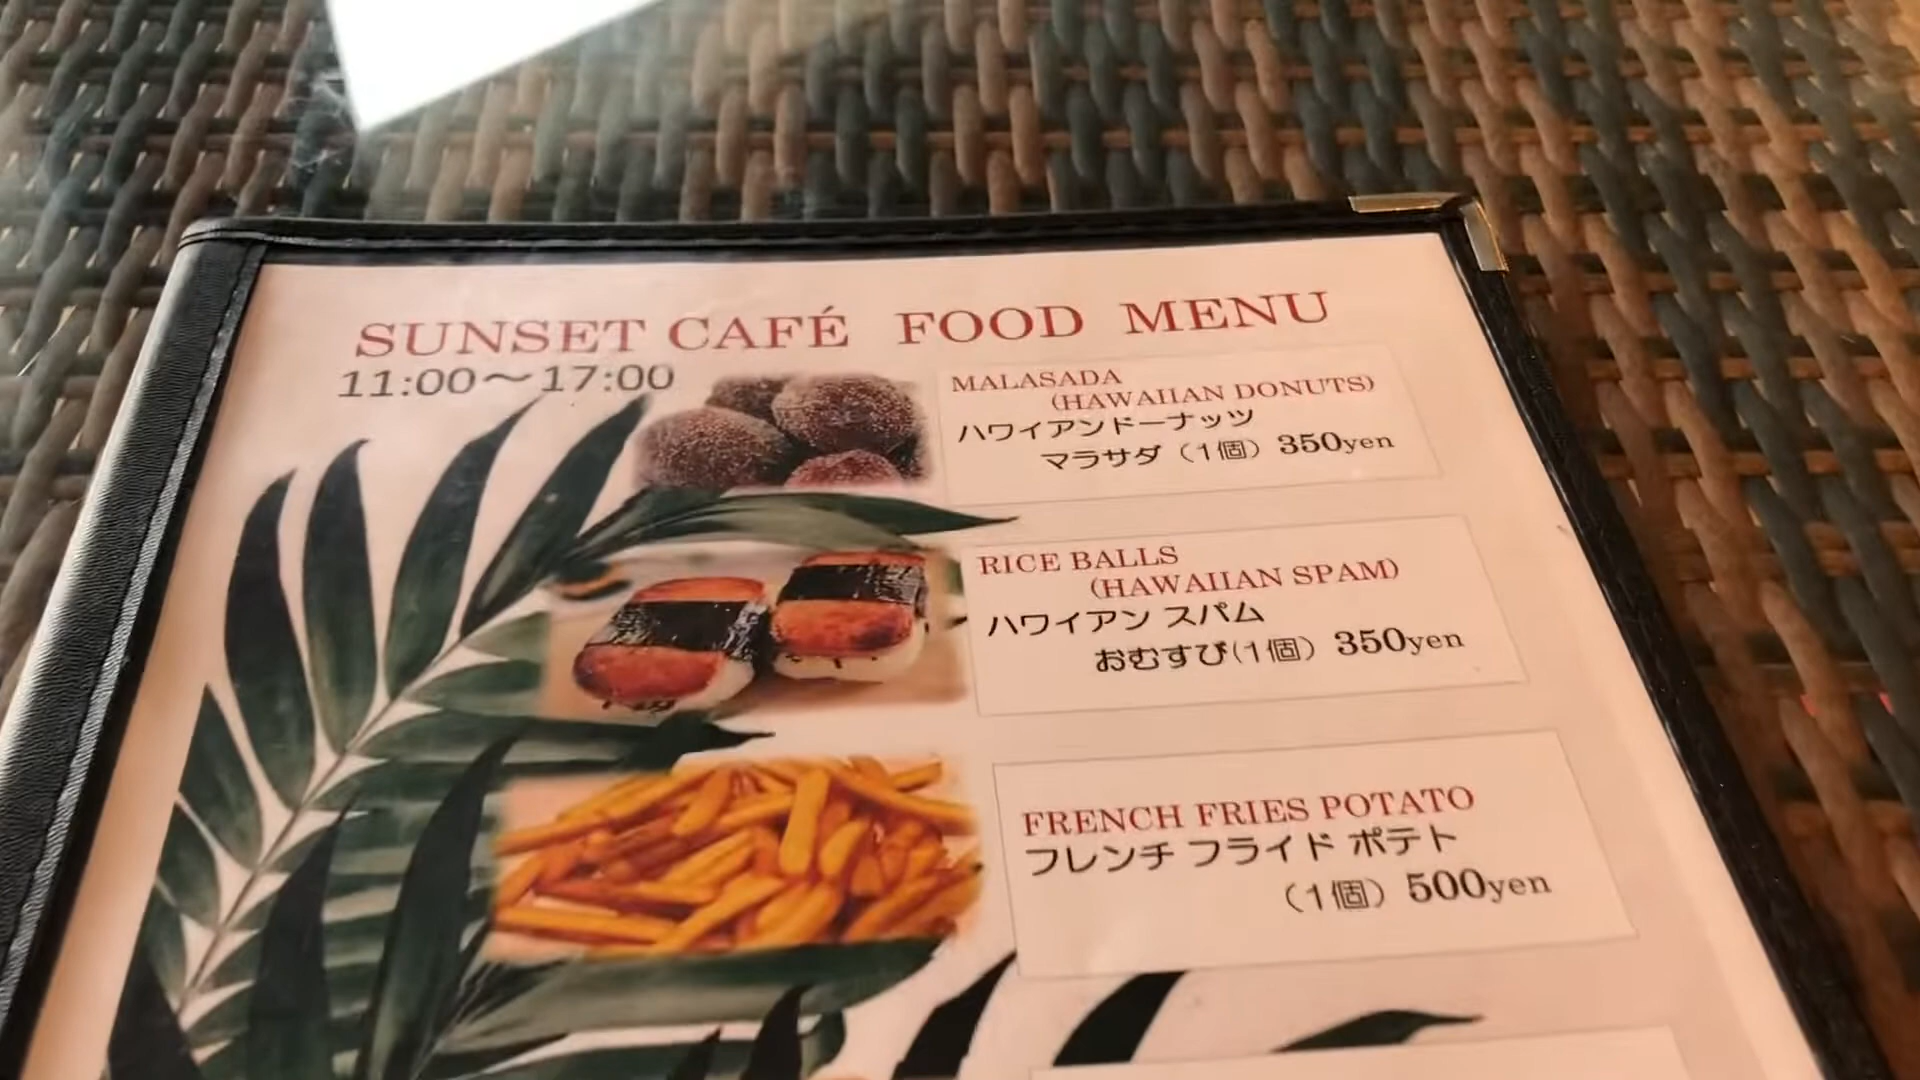 SUNSET CAFÉ FOOD MENU
11:00～17:00
MALASADA
(HAWAIIAN DONUTS)
ハワイアンドーナッツ
マラサダ（1個）350yen
RICE BALLS
(HAWAIIAN SPAM)
ハワイアン スパム
おむすび(1個）350yen
FRENCH FRIES POTATO
フレンチ フライド ポテト
（1個）500yen